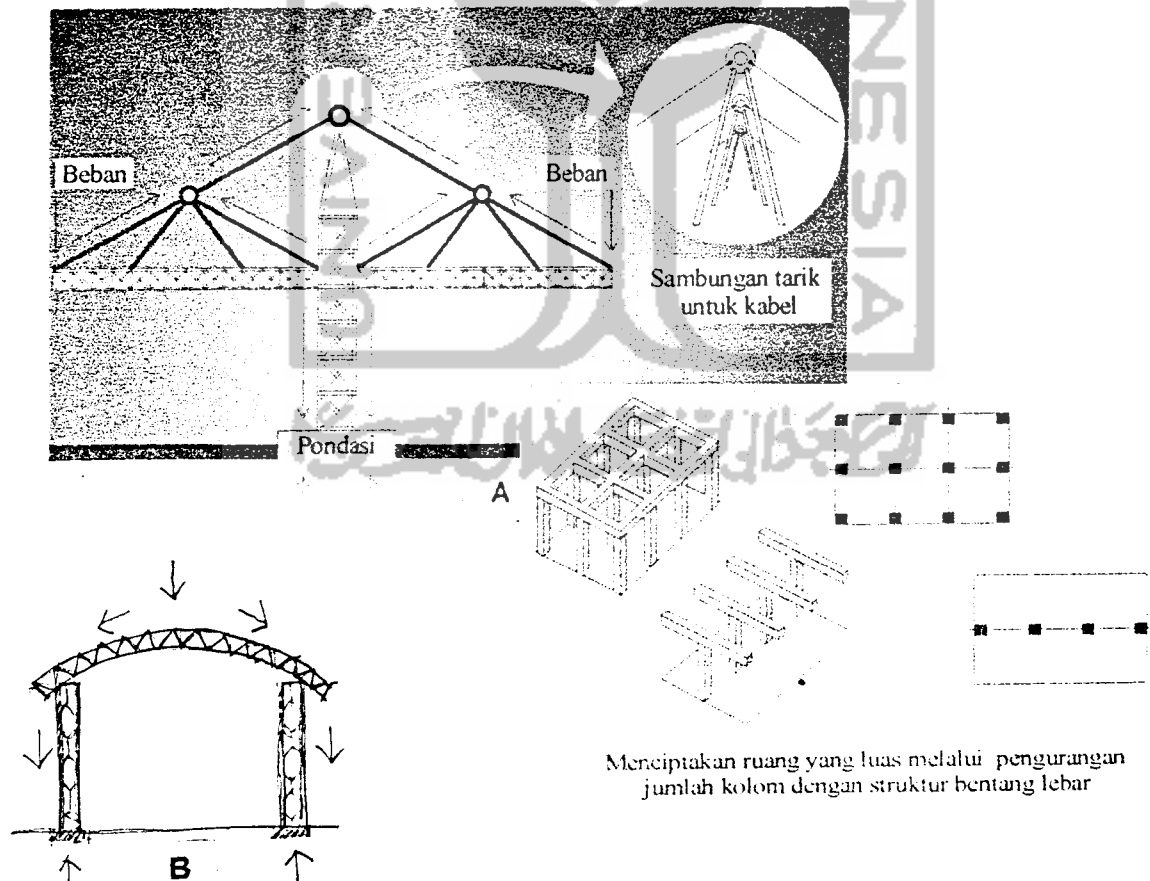 Beban
Beban
Sambungan tarik
untuk kabel
Pondasi
A
B
Menciptakan ruang yang luas melalui pengurangan
jumlah kolom dengan struktur bentang lebar
NESIA